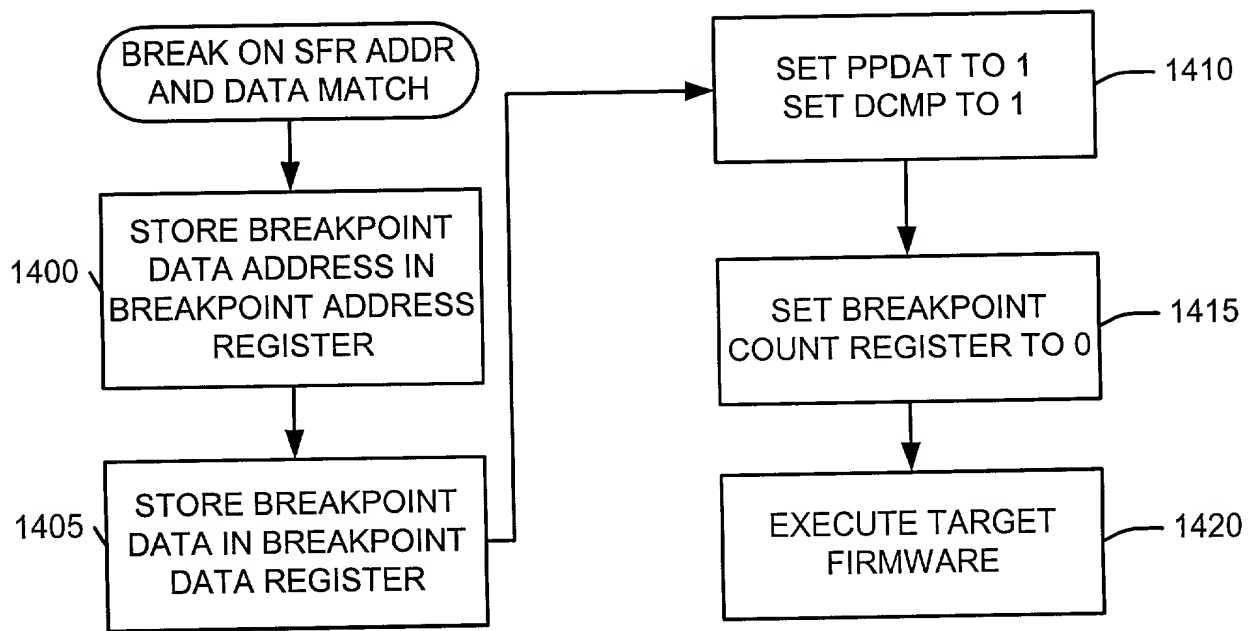 BREAK ON SFR ADDR
AND DATA MATCH
1400
STORE BREAKPOINT
DATA ADDRESS IN
BREAKPOINT ADDRESS
REGISTER
1405
STORE BREAKPOINT
DATA IN BREAKPOINT
DATA REGISTER
SET PPDAT TO 1
SET DCMP TO 1
1410
SET BREAKPOINT
COUNT REGISTER TO 0
1415
EXECUTE TARGET
FIRMWARE
1420